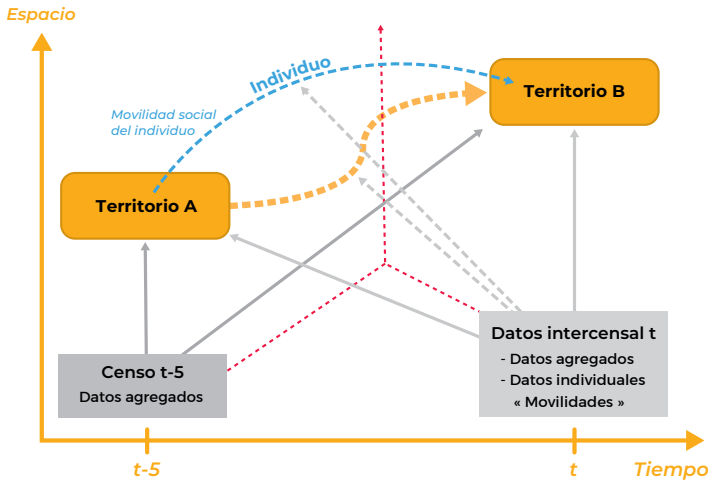 Espacio
Individuo
Territorio B
Movilidad social
del individuo
Territorio A
Datos intercensal t
- Datos agregados
- Datos individuales
« Movilidades »
Censo t-5
Datos agregados
t-5
t
Tiempo